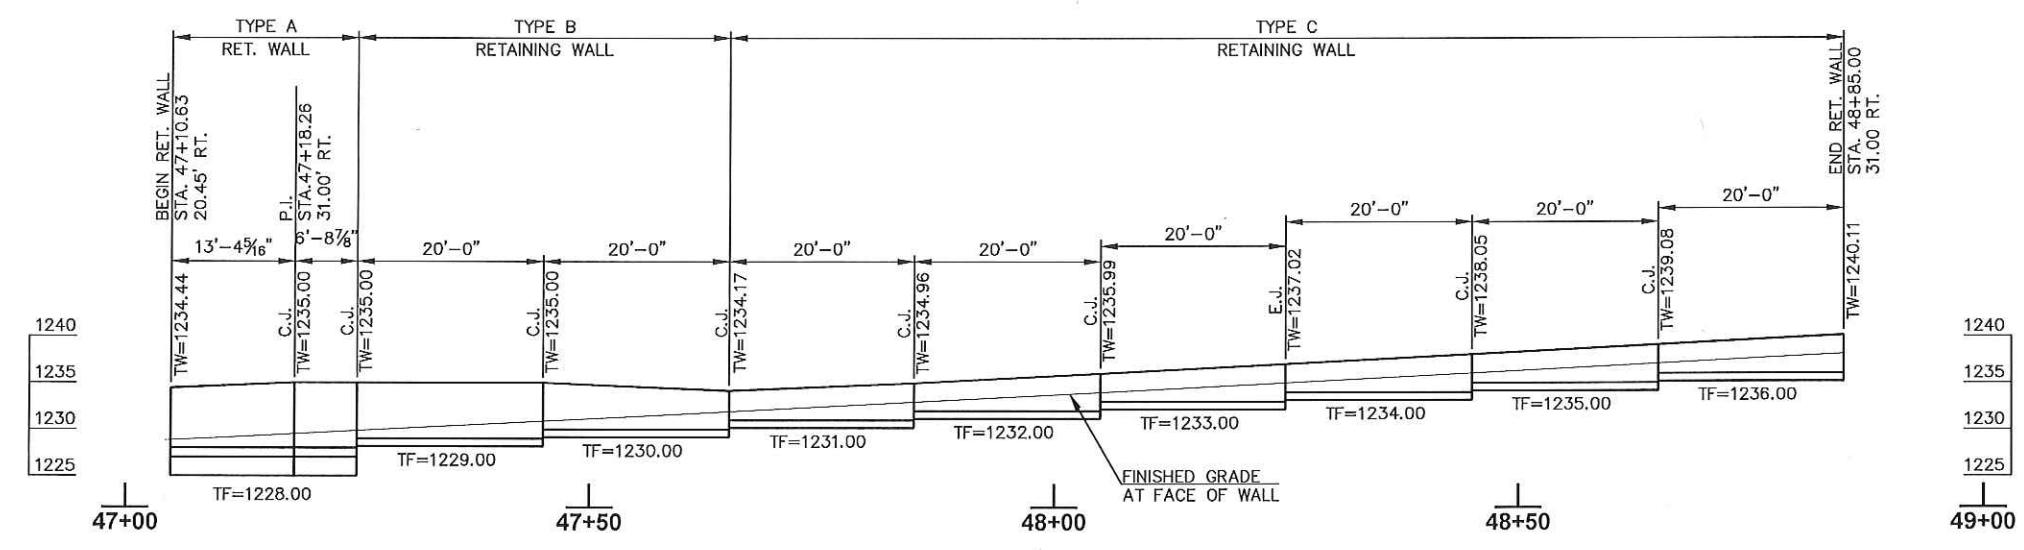 TYPE A
RET. WALL
TYPE B
RETAINING WALL
TYPE C
RETAINING WALL
BEGIN RET. WALL
STA. 47+10.63
20.45' RT.
P.I.
STA.47+18.26
31.00' RT.
END RET. WALL
STA. 48+85.00
31.00 RT.
13'-4 5/16"
6'-8 7/8"
20'-0"
20'-0"
20'-0"
20'-0"
20'-0"
20'-0"
20'-0"
20'-0"
TW=1234.44
C.J.
TW=1235.00
C.J.
TW=1235.00
C.J.
TW=1235.00
C.J.
TW=1234.17
C.J.
TW=1234.96
C.J.
TW=1235.99
E.J.
TW=1237.02
C.J.
TW=1238.05
C.J.
TW=1239.08
TW=1240.11
1240
1235
1230
1225
1240
1235
1230
1225
TF=1228.00
TF=1229.00
TF=1230.00
TF=1231.00
TF=1232.00
TF=1233.00
TF=1234.00
TF=1235.00
TF=1236.00
FINISHED GRADE
AT FACE OF WALL
47+00
47+50
48+00
48+50
49+00